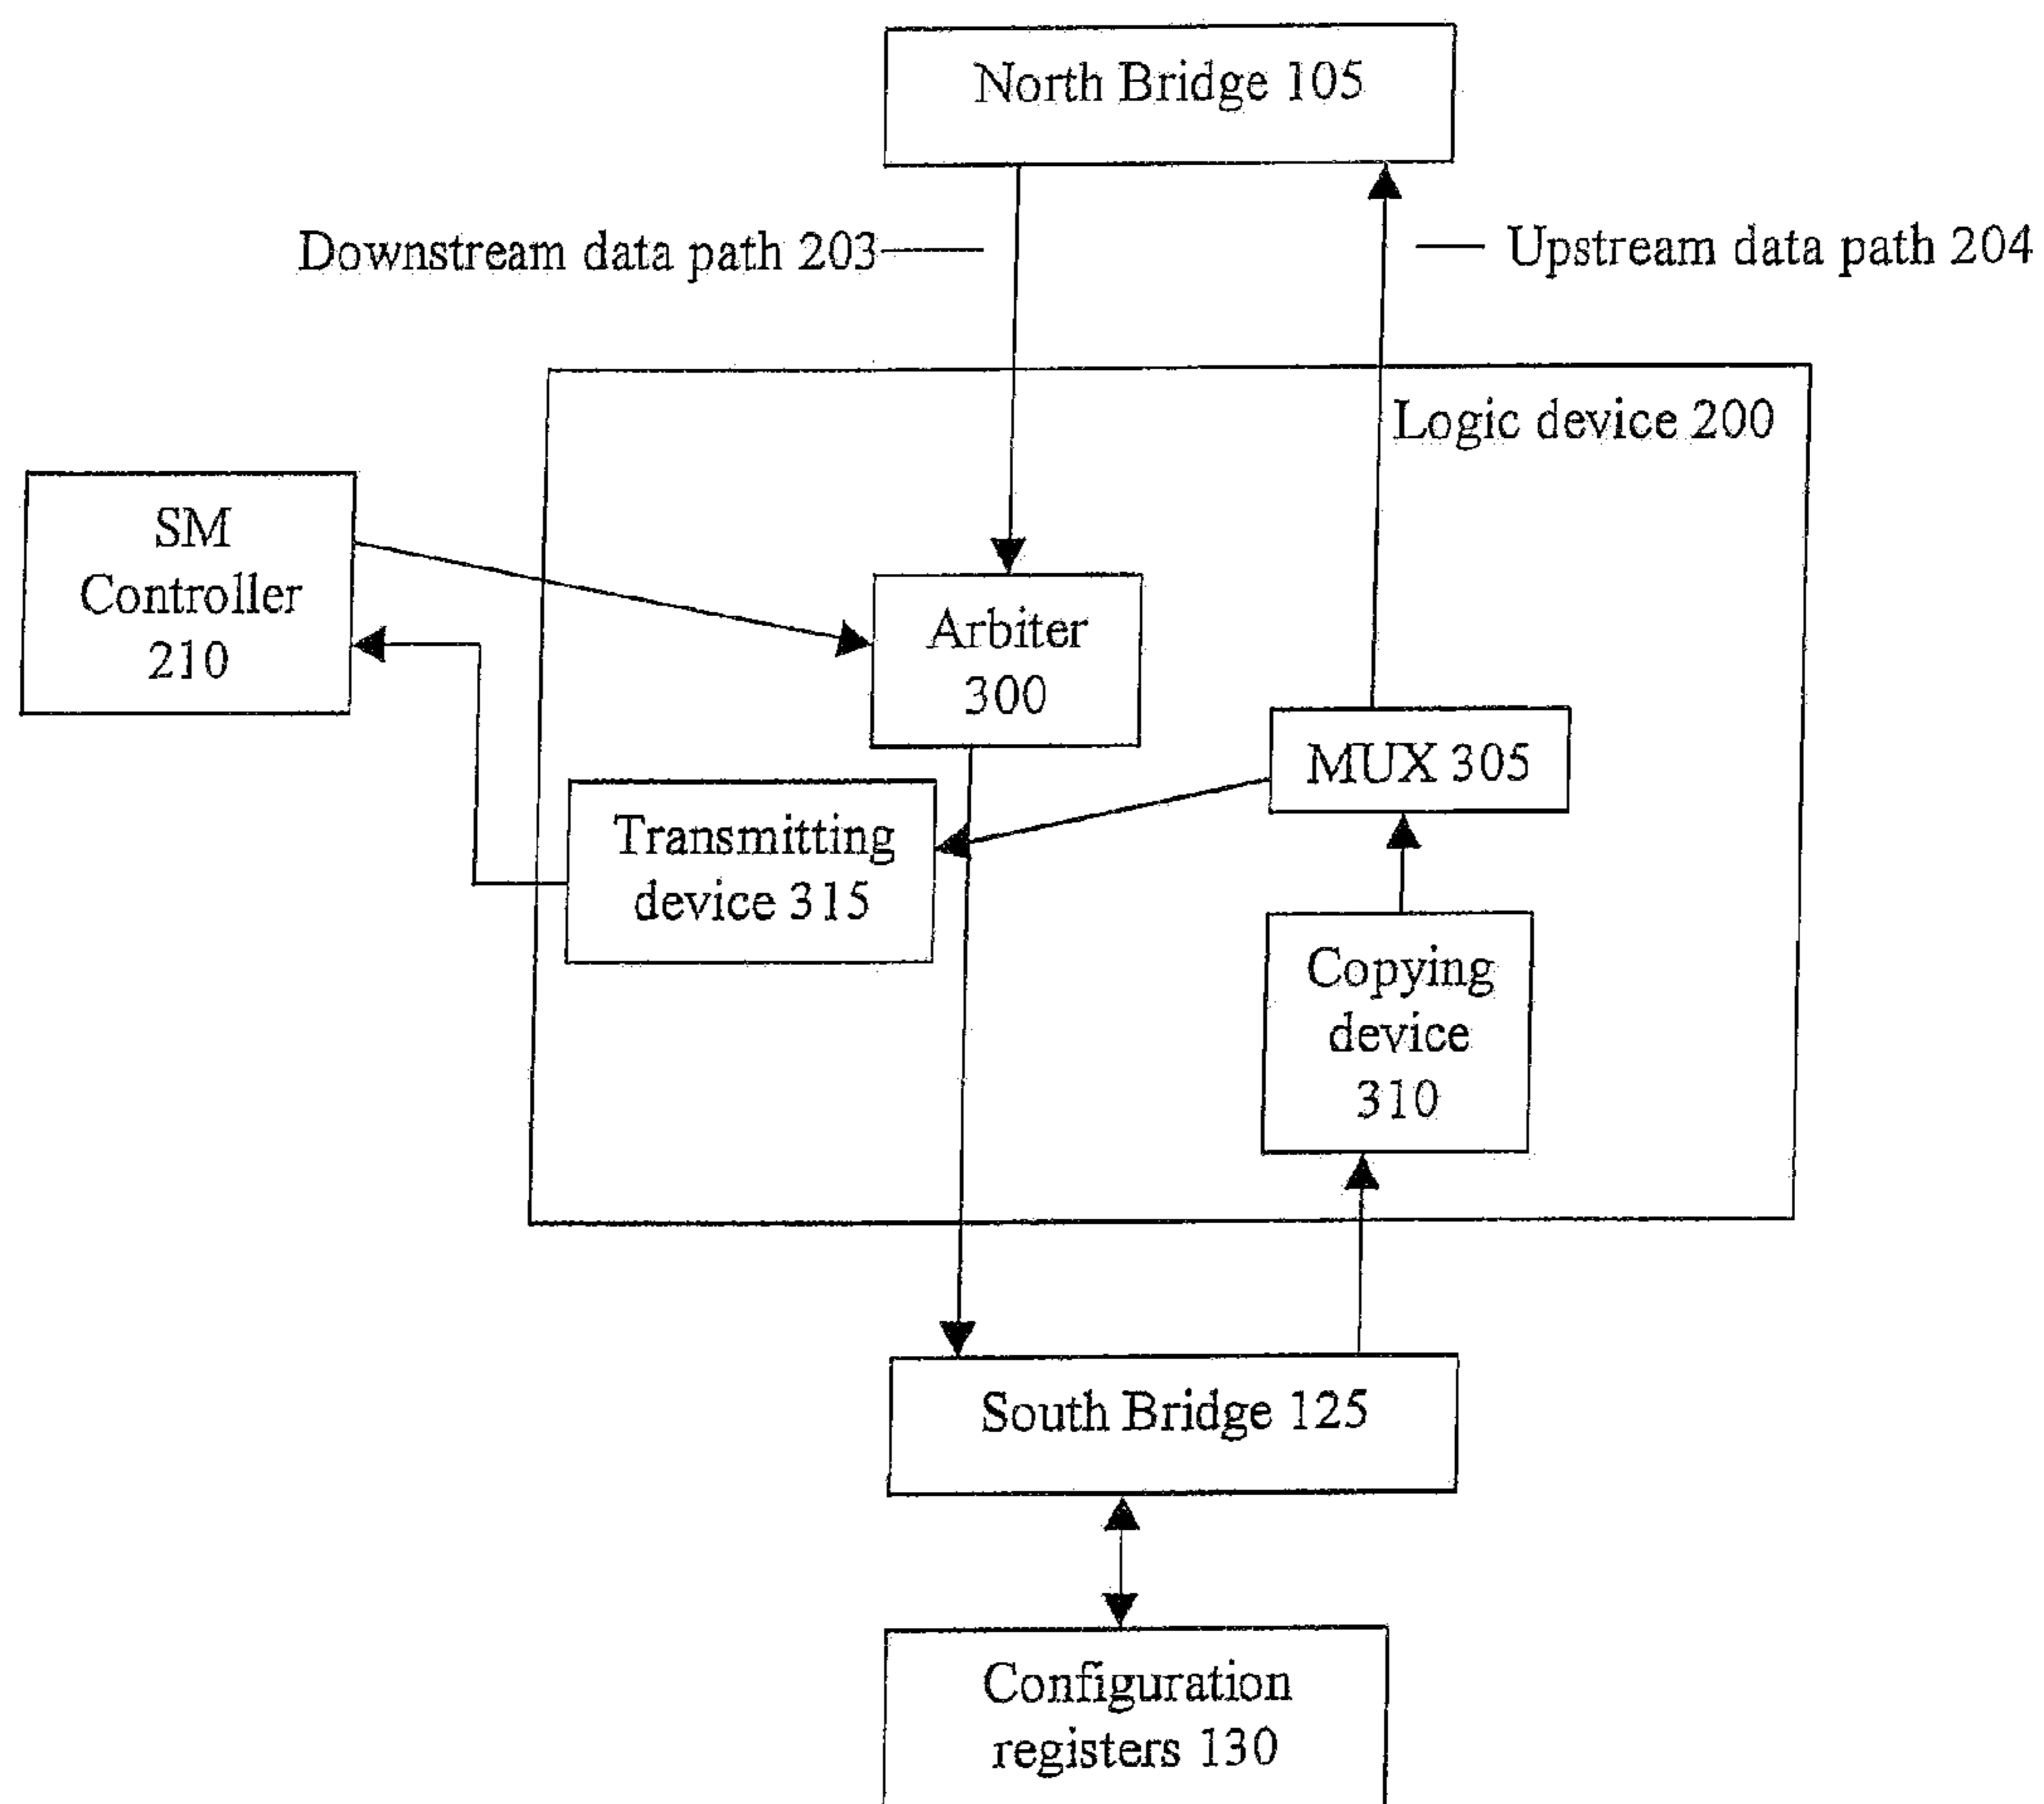 North Bridge 105
Downstream data path 203
Upstream data path 204
Logic device 200
SM
Controller
210
Arbiter
300
MUX 305
Transmitting
device 315
Copying
device
310
South Bridge 125
Configuration
registers 130